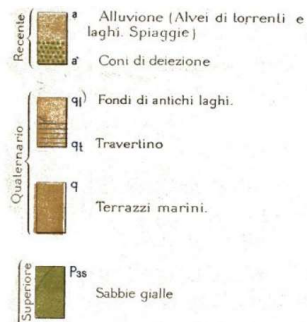 Recente
a
Alluvione (Alvei di torrenti e
laghi. Spiaggie)
a'
Coni di deiezione
Quaternario
ql
Fondi di antichi laghi.
qt
Travertino
q
Terrazzi marini.
Superiore
P3s
Sabbie gialle